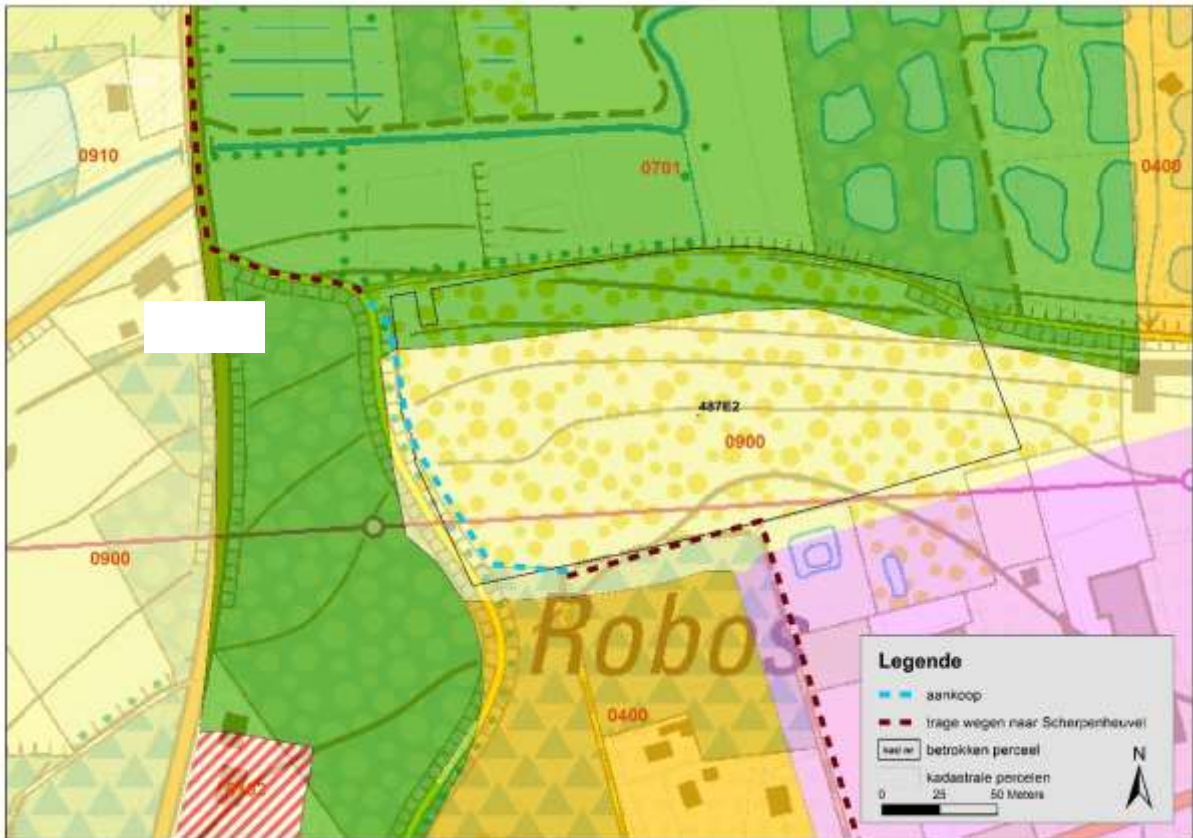 0910
0701
0400
487E2
0900
0900
Robos
0400
Legende
aankoop
trage wegen naar Scherpenheuvel
betrokken perceel
kadastrale percelen
N
0 25 50 Meters